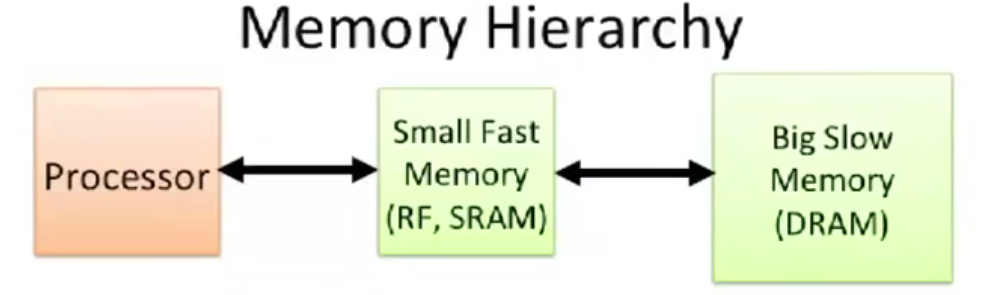 Memory Hierarchy
Processor
Small Fast
Memory
(RF, SRAM)
Big Slow
Memory
(DRAM)